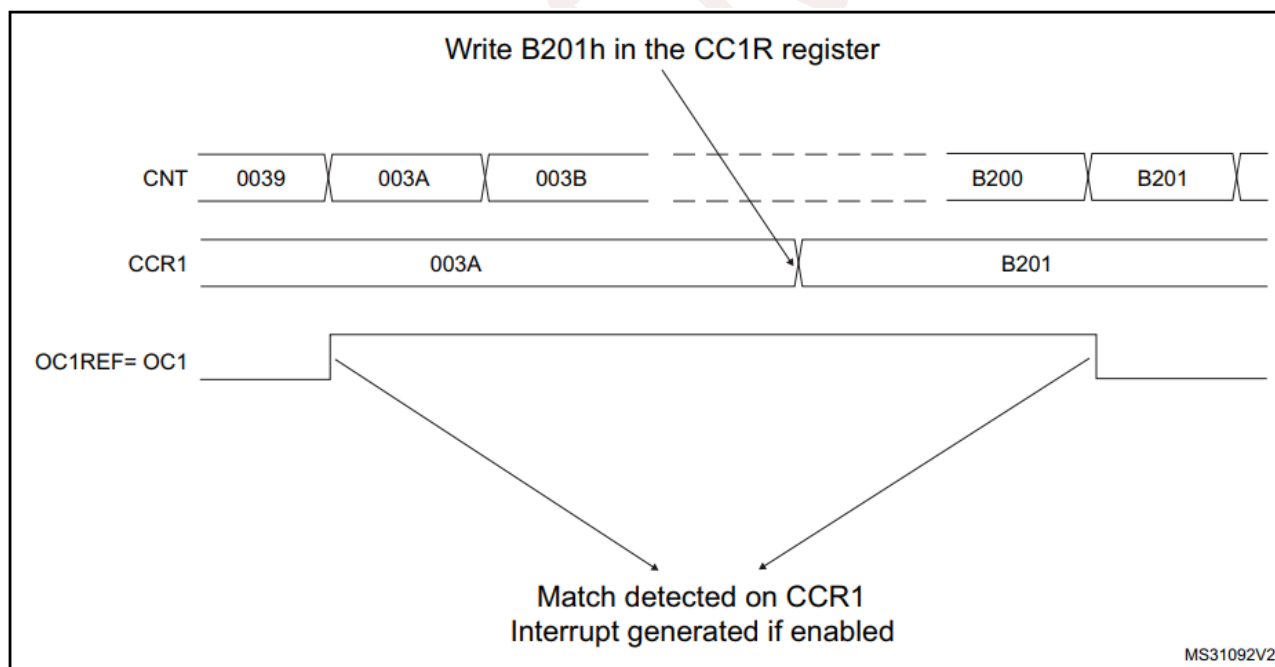 Write B201h in the CC1R register
CNT 0039 003A 003B B200 B201
CCR1 003A B201
OC1REF= OC1
Match detected on CCR1
Interrupt generated if enabled
MS31092V2